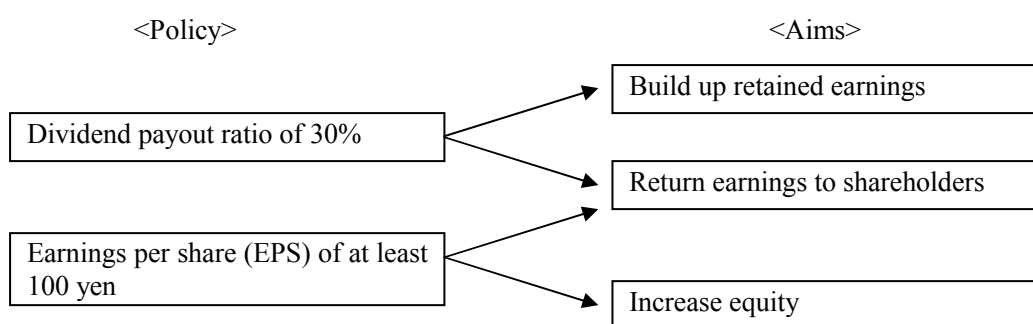 <Policy>
<Aims>
Build up retained earnings
Dividend payout ratio of 30%
Return earnings to shareholders
Earnings per share (EPS) of at least
100 yen
Increase equity